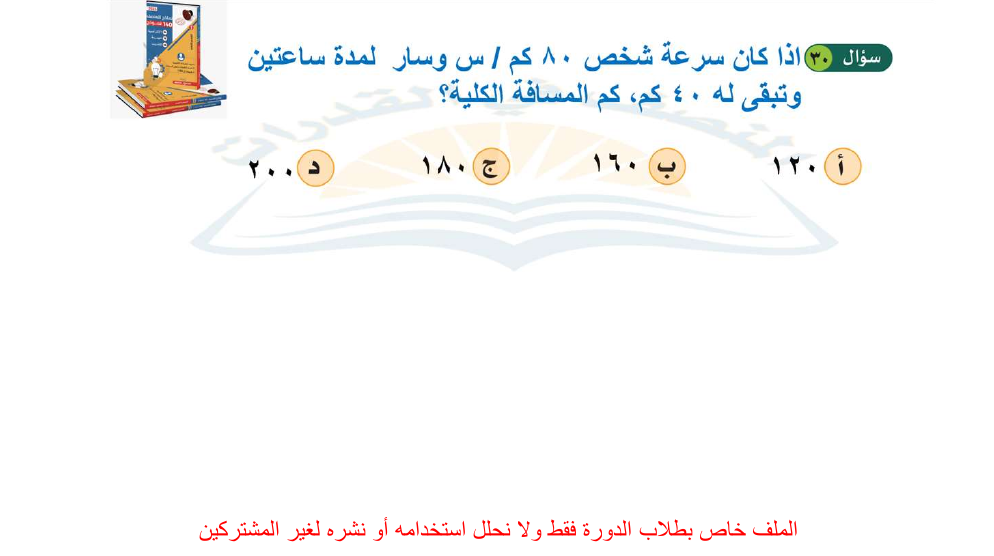 سؤال ٣٠ اذا كان سرعة شخص ٨٠ كم / س وسار لمدة ساعتين
وتبقى له ٤٠ كم، كم المسافة الكلية؟
أ ١٢٠ ب ١٦٠ ج ١٨٠ د ٢٠٠
الملف خاص بطلاب الدورة فقط ولا نحلل استخدامه أو نشره لغير المشتركين